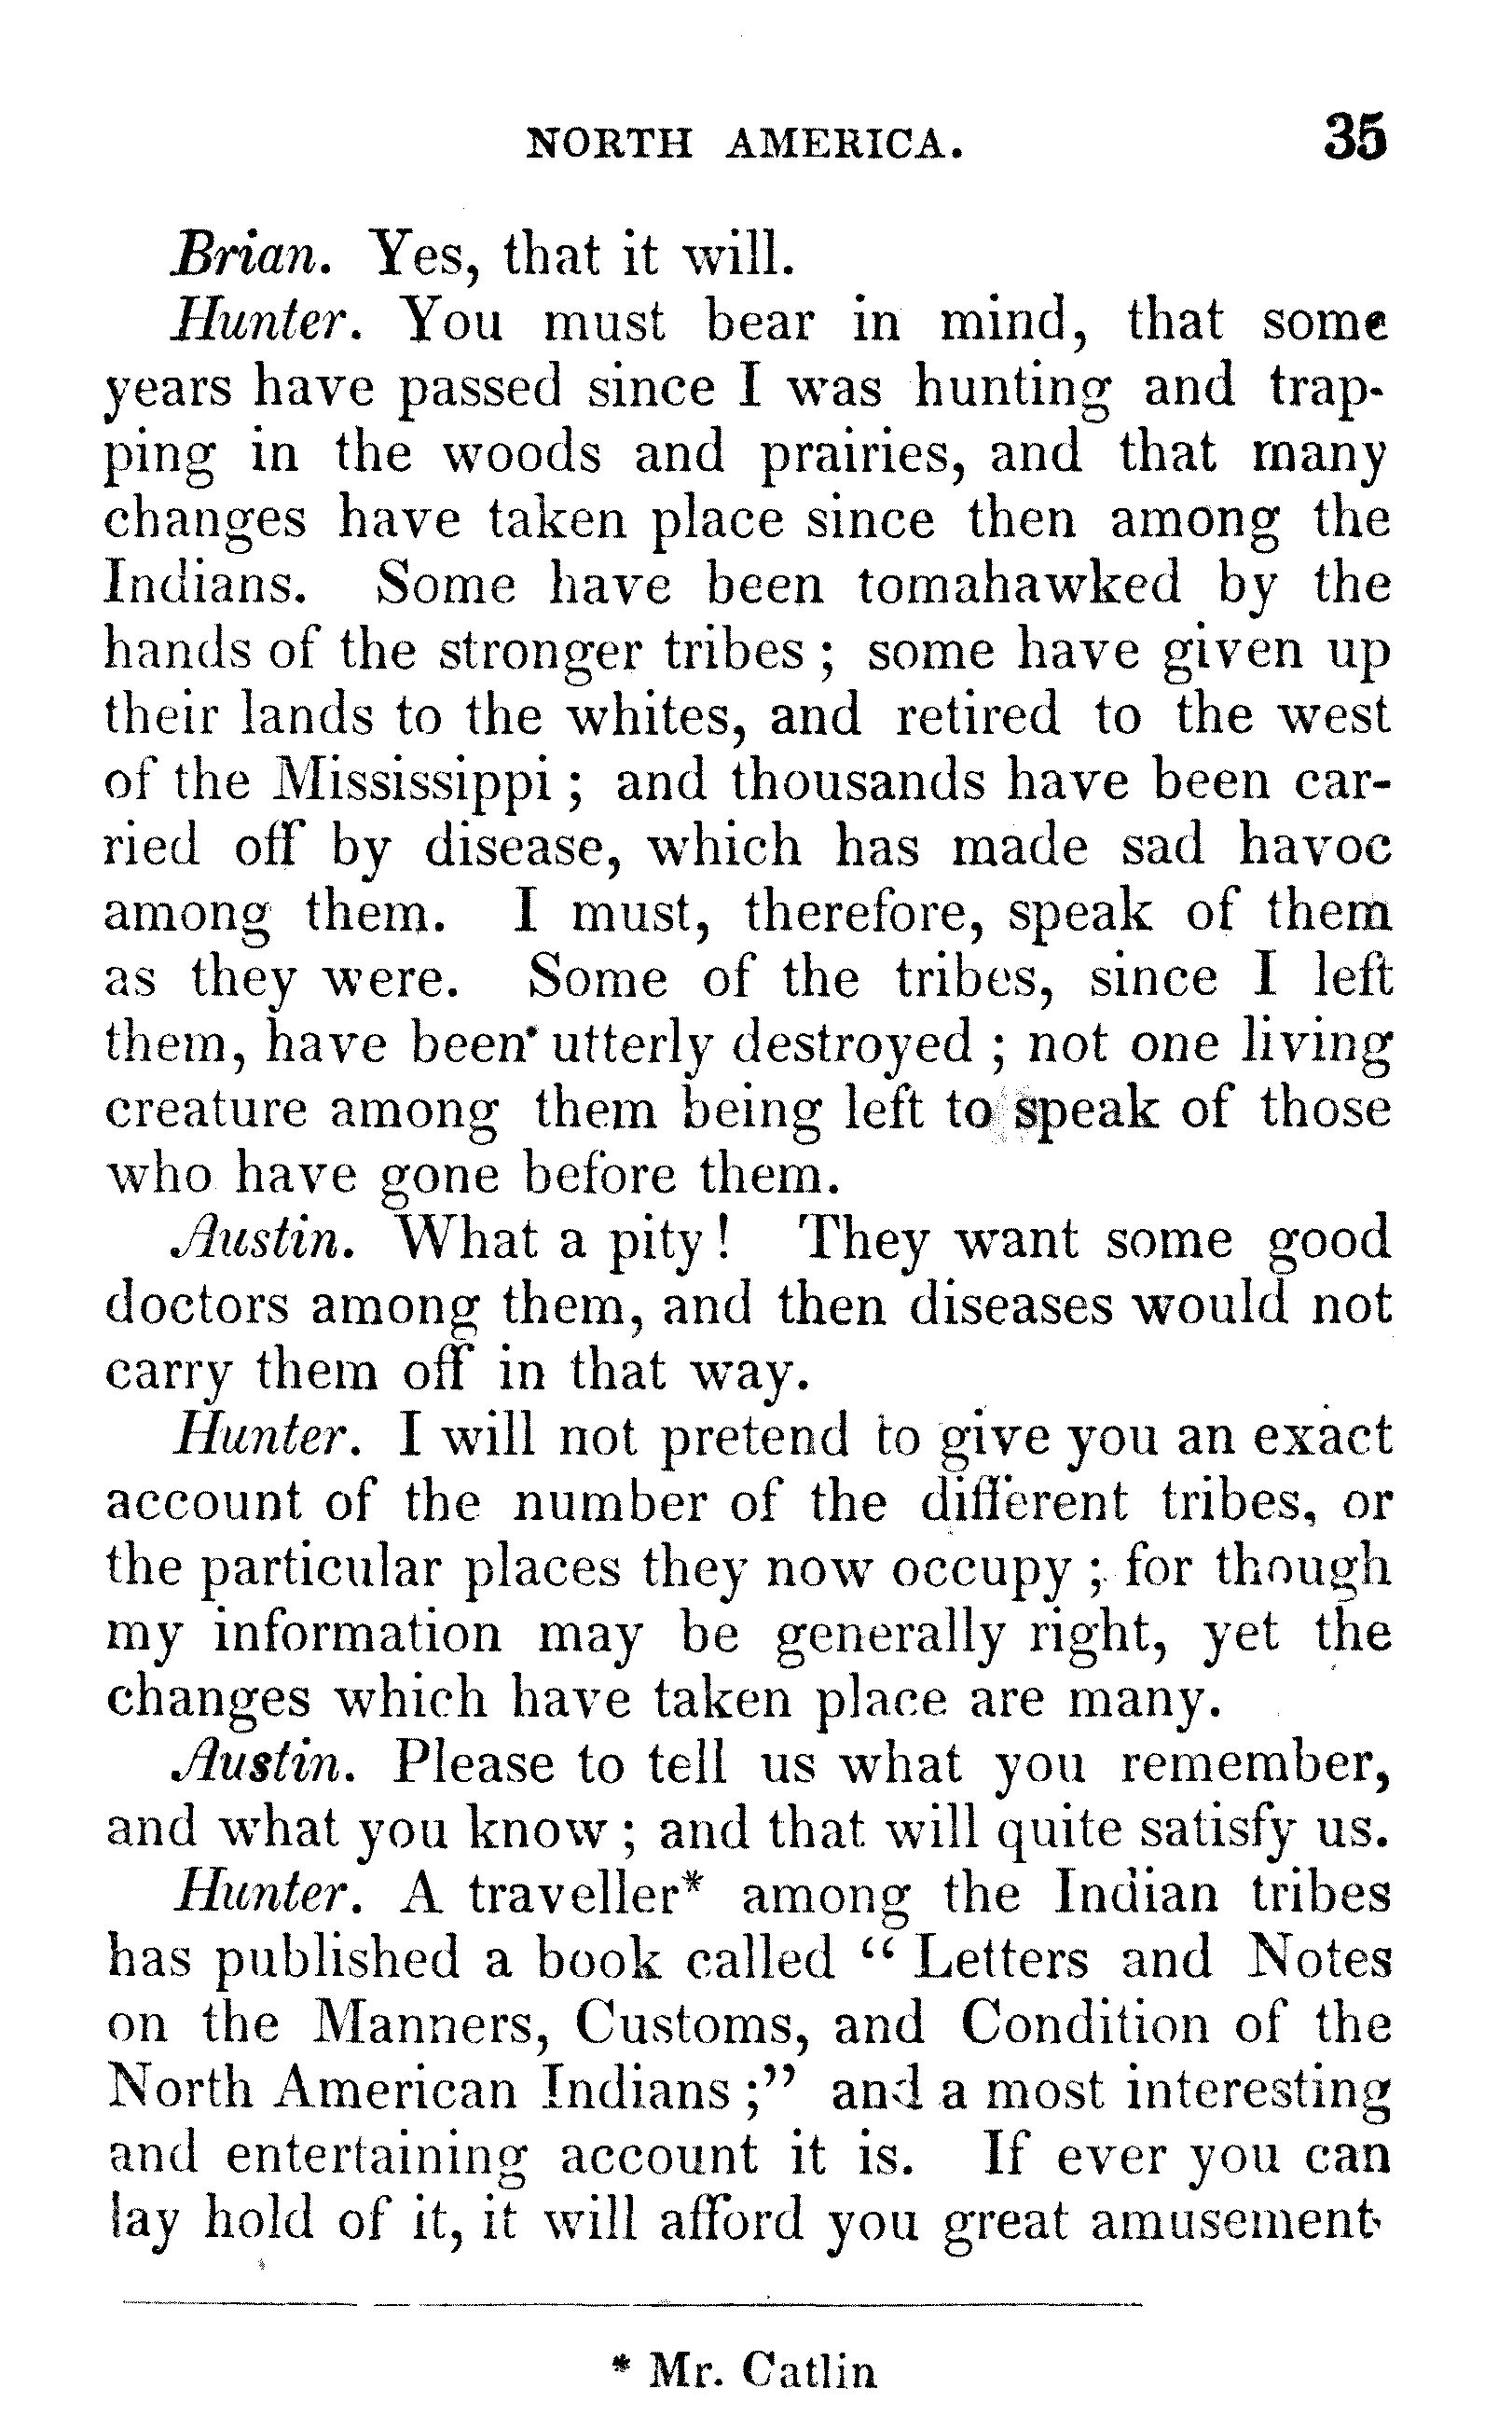 NORTH AMERICA. 35
Brian. Yes, that it will.
Hunter. You must bear in mind, that some
years have passed since I was hunting and trap-
ping in the woods and prairies, and that many
changes have taken place since then among the
Indians. Some have been tomahawked by the
hands of the stronger tribes ; some have given up
their lands to the whites, and retired to the west
of the Mississippi ; and thousands have been car-
ried off by disease, which has made sad havoc
among them. I must, therefore, speak of them
as they were. Some of the tribes, since I left
them, have been utterly destroyed ; not one living
creature among them being left to speak of those
who have gone before them.
Austin. What a pity ! They want some good
doctors among them, and then diseases would not
carry them off in that way.
Hunter. I will not pretend to give you an exact
account of the number of the different tribes, or
the particular places they now occupy ; for though
my information may be generally right, yet the
changes which have taken place are many.
Austin. Please to tell us what you remember,
and what you know ; and that will quite satisfy us.
Hunter. A traveller* among the Indian tribes
has published a book called “ Letters and Notes
on the Manners, Customs, and Condition of the
North American Indians ;” and a most interesting
and entertaining account it is. If ever you can
lay hold of it, it will afford you great amusement
* Mr. Catlin